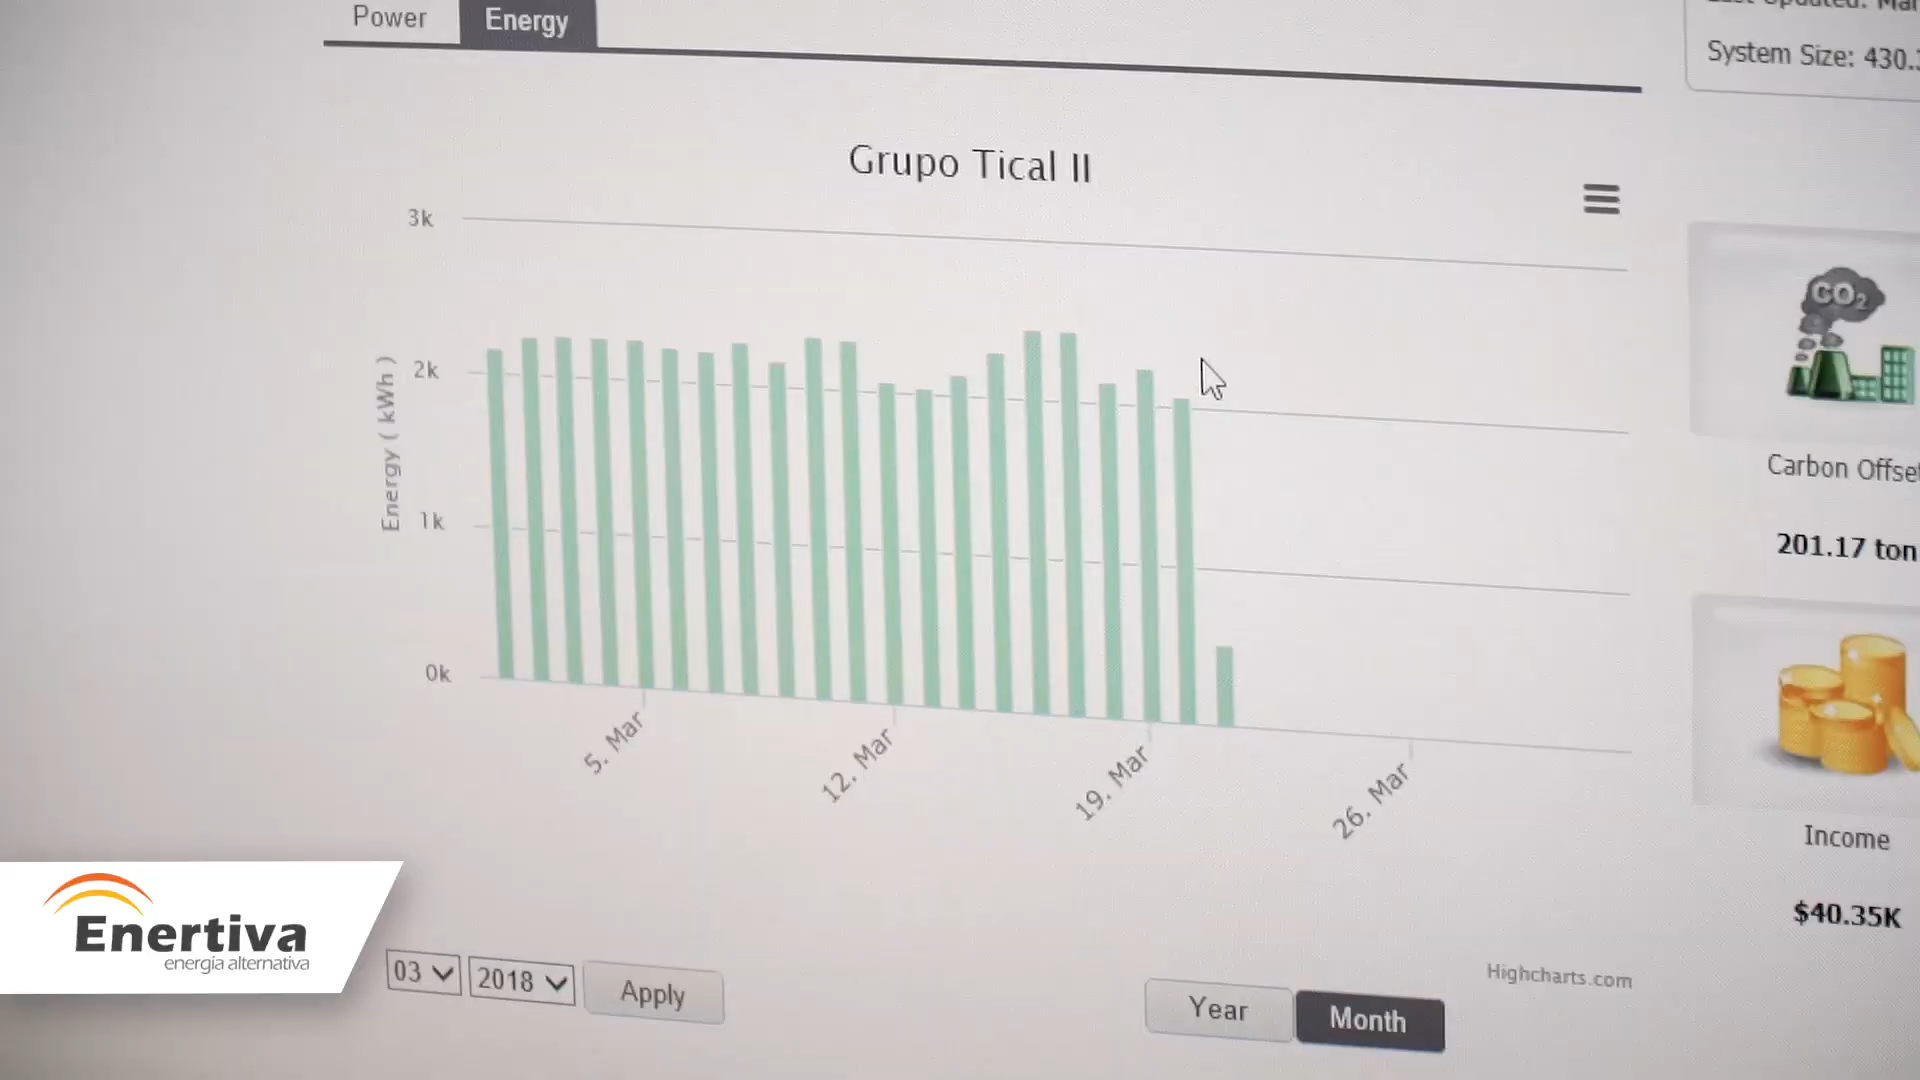 Power
Energy
System Size: 430.
Grupo Tical II
3k
2k
1k
0k
Energy ( kWh )
5. Mar
12. Mar
19. Mar
26. Mar
CO2
Carbon Offse
201.17 ton
Income
$40.35K
Highcharts.com
03
2018
Apply
Year
Month
Enertiva
energía alternativa